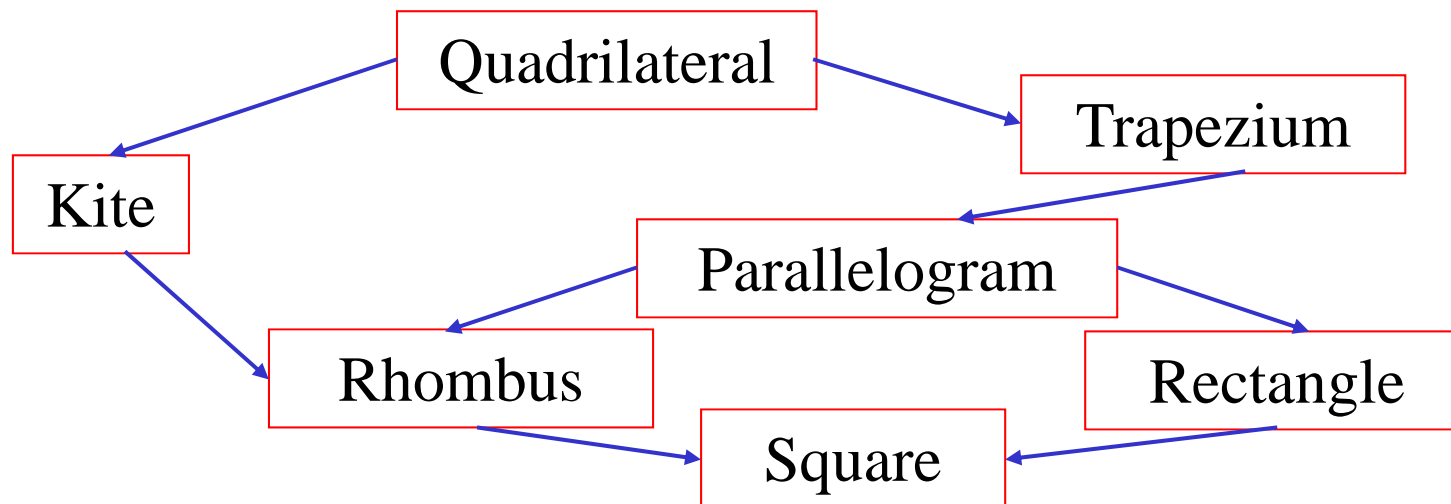 Quadrilateral
Trapezium
Kite
Parallelogram
Rhombus
Rectangle
Square